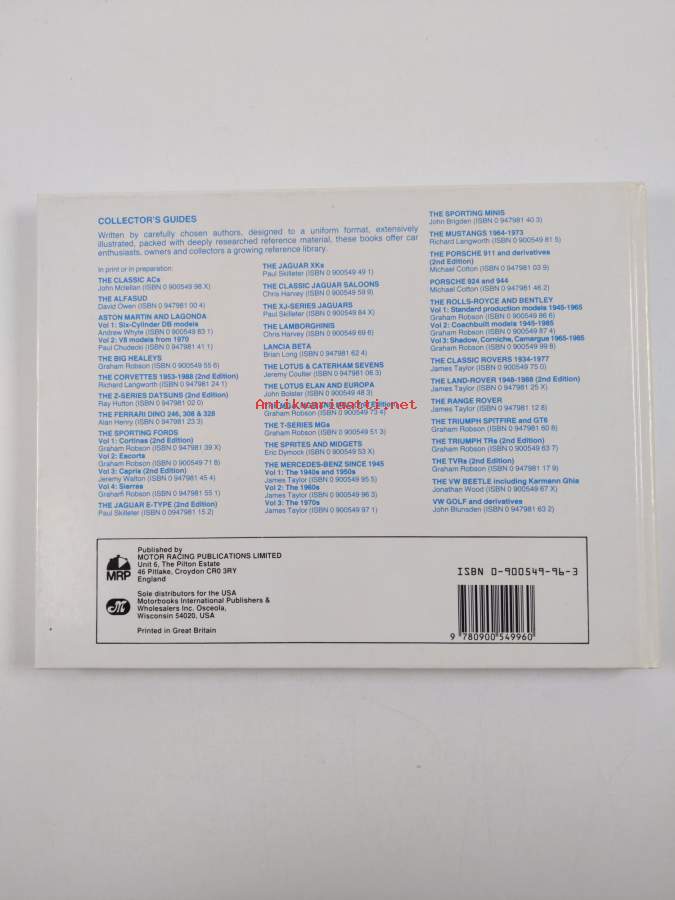 COLLECTOR'S GUIDES
Written by carefully chosen authors, designed to a uniform format, extensively
illustrated, packed with deeply researched reference material, these books offer car
enthusiasts, owners and collectors a growing reference library.
In print or in preparation:
THE CLASSIC ACs
John Mclellan (ISBN 0 900549 98 X)
THE ALFASUD
David Owen (ISBN 0 947981 00 4)
ASTON MARTIN AND LAGONDA
Vol 1: Six-Cylinder DB models
Andrew Whyte (ISBN 0 900549 83 1)
Vol 2: V8 models from 1970
Paul Chudecki (ISBN 0 947981 41 1)
THE BIG HEALEYS
Graham Robson (ISBN 0 900549 55 6)
THE CORVETTES 1953-1988 (2nd Edition)
Richard Langworth (ISBN 0 947981 24 1)
THE Z-SERIES DATSUNS (2nd Edition)
Ray Hutton (ISBN 0 947981 02 0)
THE FERRARI DINO 246, 308 & 328
Alan Henry (ISBN 0 947981 23 3)
THE SPORTING FORDS
Vol 1: Cortinas (2nd Edition)
Graham Robson (ISBN 0 947981 39 X)
Vol 2: Escorts
Graham Robson (ISBN 0 900549 71 8)
Vol 3: Capris (2nd Edition)
Jeremy Walton (ISBN 0 947981 45 4)
Vol 4: Sierras
Graham Robson (ISBN 0 947981 55 1)
THE JAGUAR E-TYPE (2nd Edition)
Paul Skilleter (ISBN 0 0947981 15 2)
THE JAGUAR XKs
Paul Skilleter (ISBN 0 900549 49 1)
THE CLASSIC JAGUAR SALOONS
Chris Harvey (ISBN 0 900549 59 9)
THE XJ-SERIES JAGUARS
Paul Skilleter (ISBN 0 900549 84 X)
THE LAMBORGHINIS
Chris Harvey (ISBN 0 900549 69 6)
LANCIA BETA
Brian Long (ISBN 0 947981 62 4)
THE LOTUS & CATERHAM SEVENS
Jeremy Coulter (ISBN 0 947981 06 3)
THE LOTUS ELAN AND EUROPA
John Bolster (ISBN 0 900549 48 3)
Antikvariaatti.net
Graham Robson (ISBN 0 900549 73 4)
THE T-SERIES MGs
Graham Robson (ISBN 0 900549 51 3)
THE SPRITES AND MIDGETS
Eric Dymock (ISBN 0 900549 53 X)
THE MERCEDES-BENZ SINCE 1945
Vol 1: The 1940s and 1950s
James Taylor (ISBN 0 900549 95 5)
Vol 2: The 1960s
James Taylor (ISBN 0 900549 96 3)
Vol 3: The 1970s
James Taylor (ISBN 0 900549 97 1)
THE SPORTING MINIS
John Brigden (ISBN 0 947981 40 3)
THE MUSTANGS 1964-1973
Richard Langworth (ISBN 0 900549 81 5)
THE PORSCHE 911 and derivatives
(2nd Edition)
Michael Cotton (ISBN 0 947981 03 9)
PORSCHE 924 and 944
Michael Cotton (ISBN 0 947981 46 2)
THE ROLLS-ROYCE AND BENTLEY
Vol 1: Standard production models 1945-1965
Graham Robson (ISBN 0 900549 86 6)
Vol 2: Coachbuilt models 1945-1985
Graham Robson (ISBN 0 900549 87 4)
Vol 3: Shadow, Corniche, Camargue 1965-1985
Graham Robson (ISBN 0 900549 99 8)
THE CLASSIC ROVERS 1934-1977
James Taylor (ISBN 0 900549 75 0)
THE LAND-ROVER 1948-1988 (2nd Edition)
James Taylor (ISBN 0 947981 25 X)
THE RANGE ROVER
James Taylor (ISBN 0 947981 12 8)
THE TRIUMPH SPITFIRE and GT6
Graham Robson (ISBN 0 947981 60 8)
THE TRIUMPH TRs (2nd Edition)
Graham Robson (ISBN 0 900549 63 7)
THE TVRs (2nd Edition)
Graham Robson (ISBN 0 947981 17 9)
THE VW BEETLE including Karmann Ghia
Jonathan Wood (ISBN 0 900549 67 X)
VW GOLF and derivatives
John Blunsden (ISBN 0 947981 63 2)
MRP
Published by
MOTOR RACING PUBLICATIONS LIMITED
Unit 6, The Pilton Estate
46 Pitlake, Croydon CR0 3RY
England
Sole distributors for the USA
Motorbooks International Publishers &
Wholesalers Inc. Osceola,
Wisconsin 54020, USA
Printed in Great Britain
ISBN 0-900549-96-3
9 780900 549960